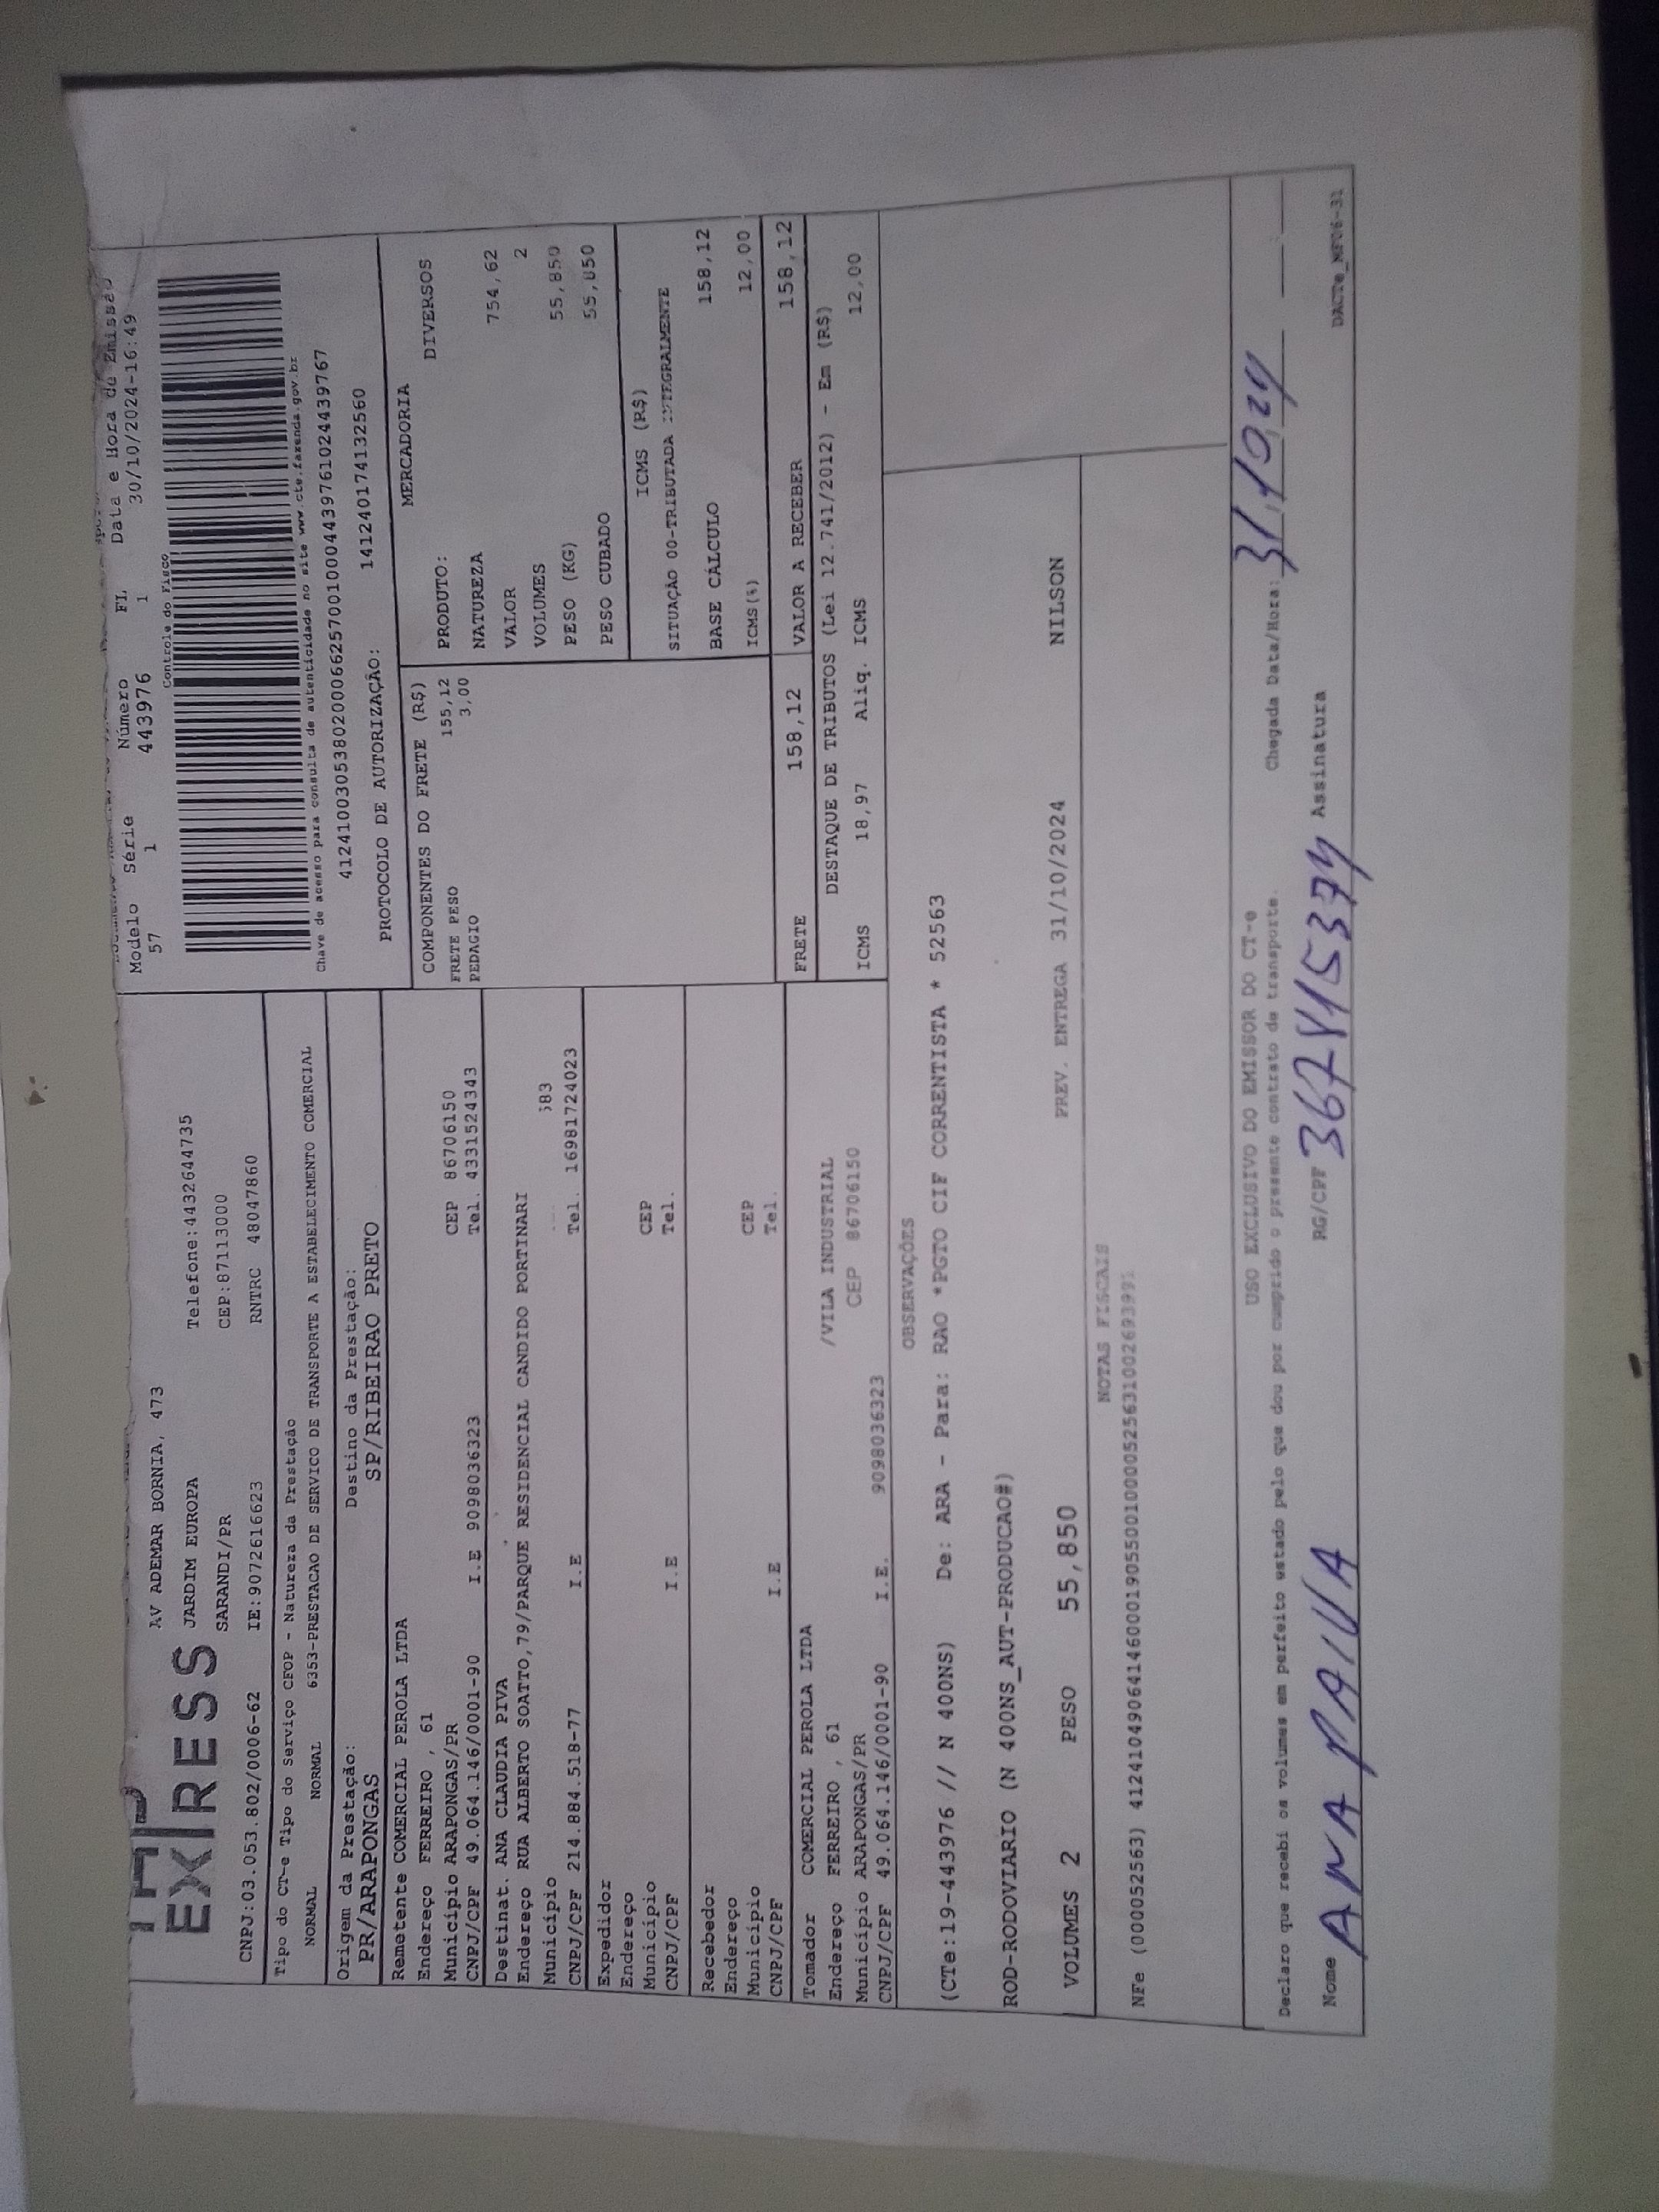 EXPRESS
AV ADEMAR BORNIA, 473
JARDIM EUROPA Telefone:4432644735
SARANDI/PR CEP:87113000
CNPJ:03.053.802/0006-62 IE:9072616623 RNTRC 48047860
Tipo do CT-e Tipo do Serviço CFOP - Natureza da Prestação
NORMAL NORMAL 6353-PRESTACAO DE SERVICO DE TRANSPORTE A ESTABELECIMENTO COMERCIAL
Origem da Prestação: Destino da Prestação:
PR/ARAPONGAS SP/RIBEIRAO PRETO
Modelo Série Número FL Data e Hora de Emissão
57 1 443976 1 30/10/2024-16:49
Controle do Fisco
Chave de acesso para consulta de autenticidade no site www.cte.fazenda.gov.br
41241003053802000662570010004439761024439767
PROTOCOLO DE AUTORIZAÇÃO: 141240174132560
Remetente COMERCIAL PEROLA LTDA
Endereço FERREIRO , 61
Município ARAPONGAS/PR CEP 86706150
CNPJ/CPF 49.064.146/0001-90 I.E 9098036323 Tel. 4331524343
Destinat. ANA CLAUDIA PIVA
Endereço RUA ALBERTO SOATTO,79/PARQUE RESIDENCIAL CANDIDO PORTINARI
Município 583
CNPJ/CPF 214.884.518-77 I.E Tel. 16981724023
Expedidor
Endereço
Município CEP
CNPJ/CPF I.E Tel.
Recebedor
Endereço
Município CEP
CNPJ/CPF I.E Tel.
Tomador COMERCIAL PEROLA LTDA
Endereço FERREIRO , 61 /VILA INDUSTRIAL
Município ARAPONGAS/PR CEP 86706150
CNPJ/CPF 49.064.146/0001-90 I.E. 9098036323
COMPONENTES DO FRETE (R$)
FRETE PESO 155,12
PEDAGIO 3,00
MERCADORIA
PRODUTO: DIVERSOS
NATUREZA
VALOR 754,62
VOLUMES 2
PESO (KG) 55,850
PESO CUBADO 55,850
ICMS (R$)
SITUAÇÃO 00-TRIBUTADA INTEGRALMENTE
BASE CÁLCULO 158,12
ICMS(%) 12,00
FRETE 158,12 VALOR A RECEBER 158,12
DESTAQUE DE TRIBUTOS (Lei 12.741/2012) - Em (R$)
ICMS 18,97 Aliq. ICMS 12,00
OBSERVAÇÕES
(CTe:19-443976 // N 400NS) De: ARA - Para: RAO *PGTO CIF CORRENTISTA * 52563
ROD-RODOVIARIO (N 400NS_AUT-PRODUCAO#)
VOLUMES 2 PESO 55,850 PREV. ENTREGA 31/10/2024 NILSON
NOTAS FISCAIS
NFe (000052563) 41241049064146000190550010000525631002693991
USO EXCLUSIVO DO EMISSOR DO CT-e
Declaro que recebi os volumes em perfeito estado pelo que dou por cumprido o presente contrato de transporte. Chegada Data/Hora: 31/10/24
Nome ANA PAULA RG/CPF Assinatura
DACTe_MF06-31